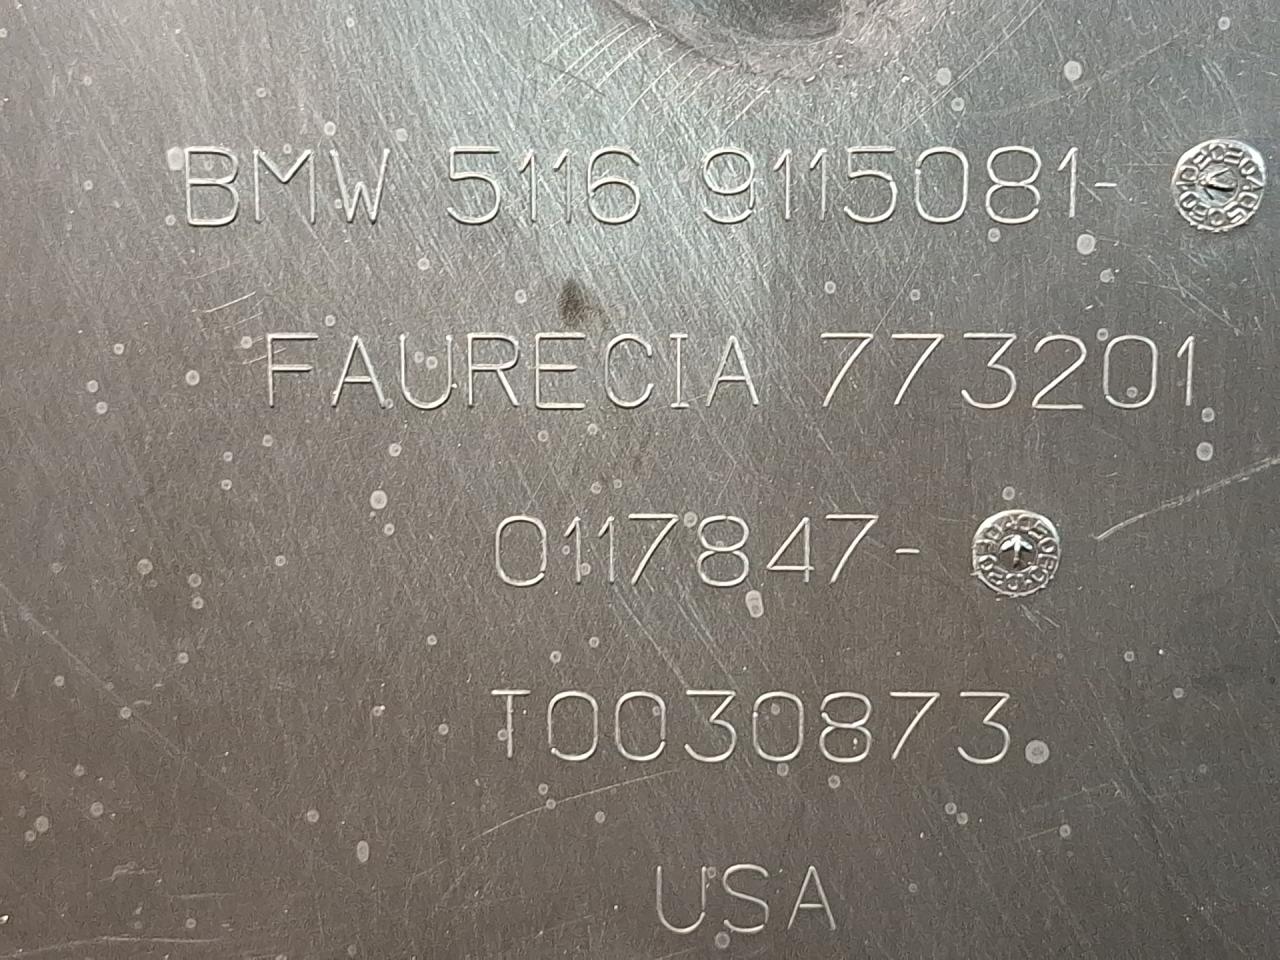 BMW 5116 9115081-
FAURECIA 773201
0117847-
T0030873
USA